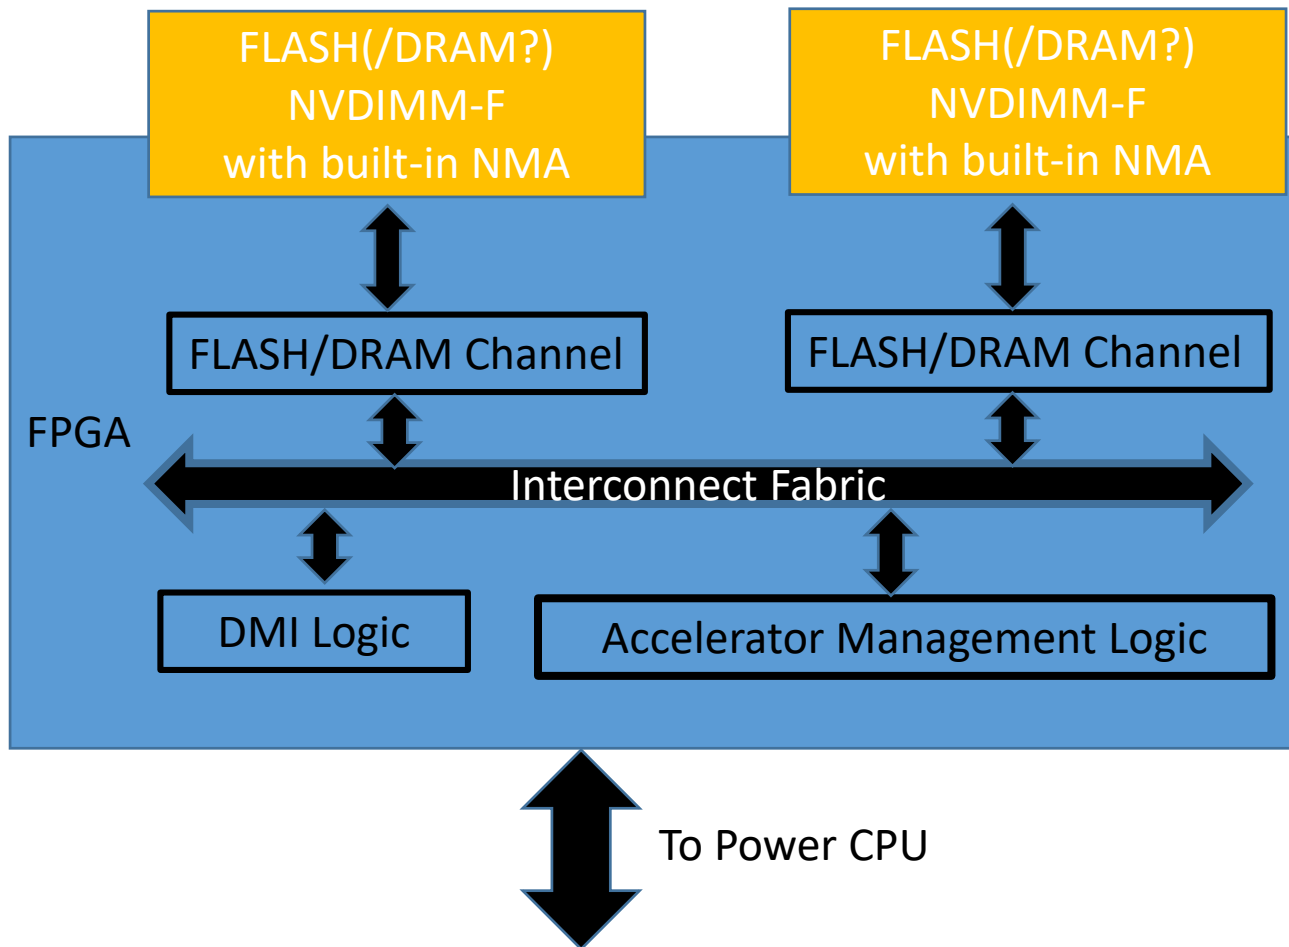 FLASH(/DRAM?)
NVDIMM-F
with built-in NMA
FLASH(/DRAM?)
NVDIMM-F
with built-in NMA
FLASH/DRAM Channel
FLASH/DRAM Channel
FPGA
Interconnect Fabric
DMI Logic
Accelerator Management Logic
To Power CPU